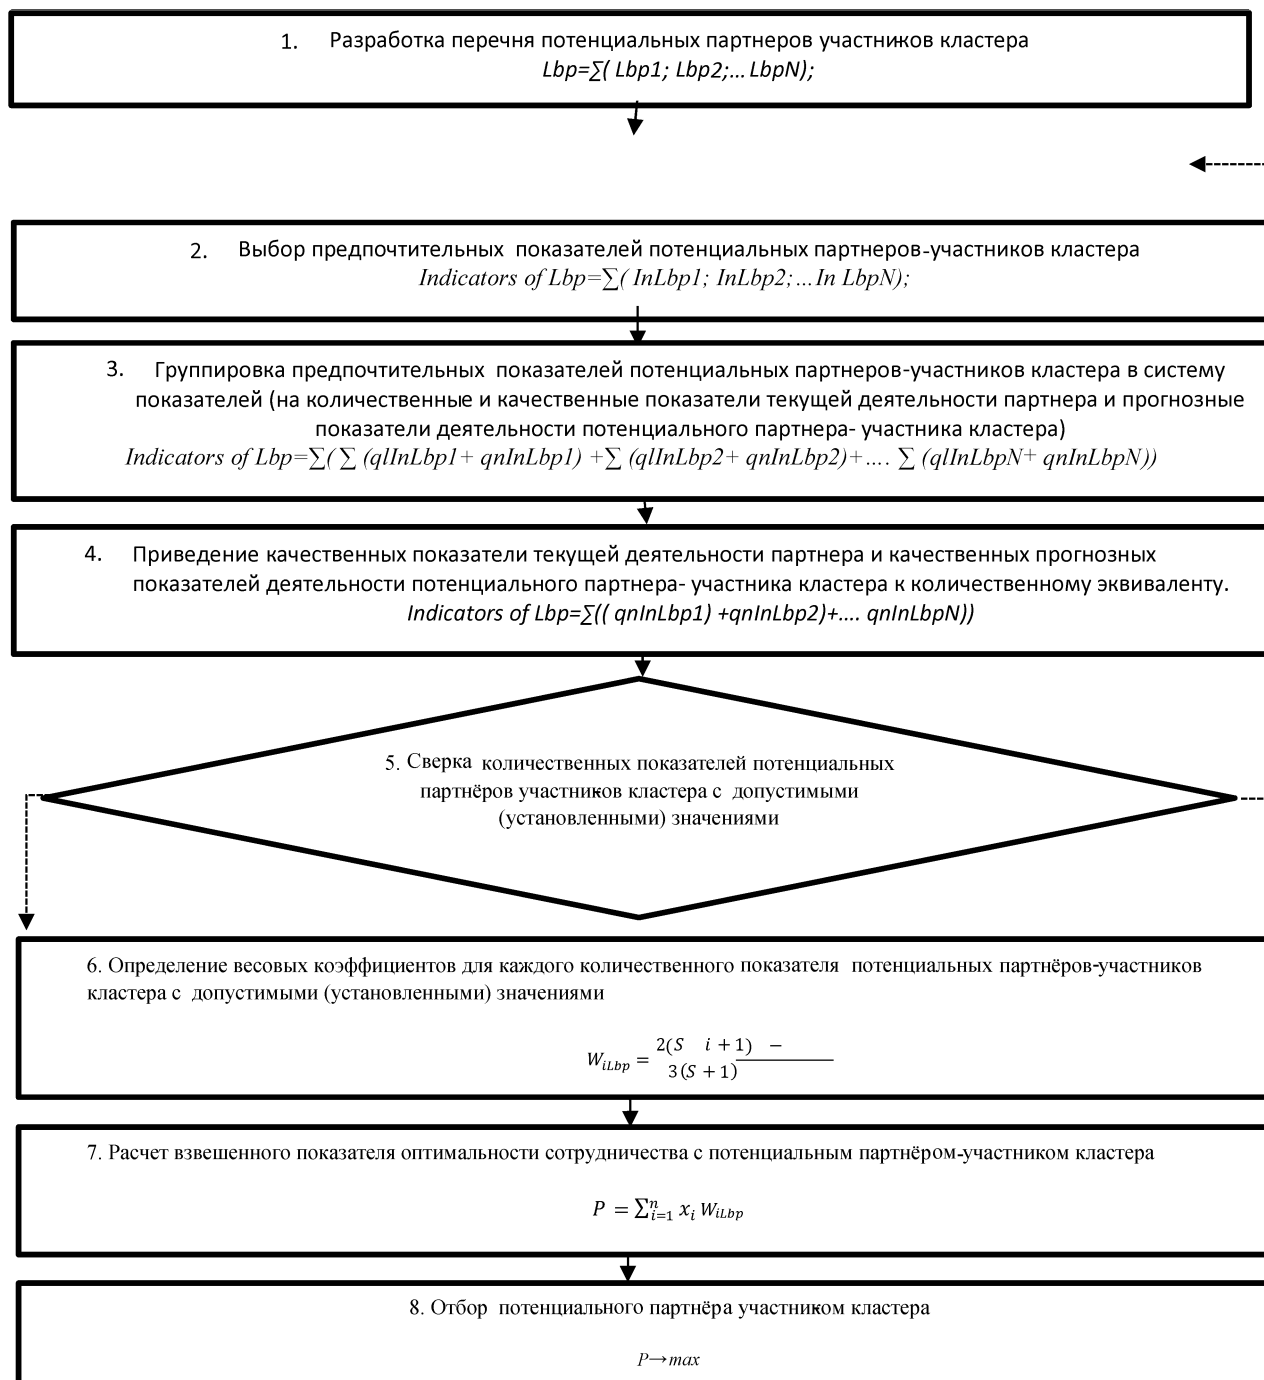 1. Разработка перечня потенциальных партнеров участников кластера
Lbp=∑( Lbp1; Lbp2;… LbpN);
2. Выбор предпочтительных показателей потенциальных партнеров-участников кластера
Indicators of Lbp=∑( InLbp1; InLbp2;…In LbpN);
3. Группировка предпочтительных показателей потенциальных партнеров-участников кластера в систему
показателей (на количественные и качественные показатели текущей деятельности партнера и прогнозные
показатели деятельности потенциального партнера- участника кластера)
Indicators of Lbp=∑( ∑ (qlInLbp1+ qnInLbp1) +∑ (qlInLbp2+ qnInLbp2)+…. ∑ (qlInLbpN+ qnInLbpN))
4. Приведение качественных показатели текущей деятельности партнера и качественных прогнозных
показателей деятельности потенциального партнера- участника кластера к количественному эквиваленту.
Indicators of Lbp=∑(( qnInLbp1) +qnInLbp2)+…. qnInLbpN))
5. Сверка количественных показателей потенциальных
партнёров участников кластера с допустимыми
(установленными) значениями
6. Определение весовых коэффициентов для каждого количественного показателя потенциальных партнёров-участников
кластера с допустимыми (установленными) значениями
2(S i + 1) −
W_{iLbp} =
3(S + 1)
7. Расчет взвешенного показателя оптимальности сотрудничества с потенциальным партнёром-участником кластера
P = ∑_{i=1}^{n} x_i W_{iLbp}
8. Отбор потенциального партнёра участником кластера
P→max